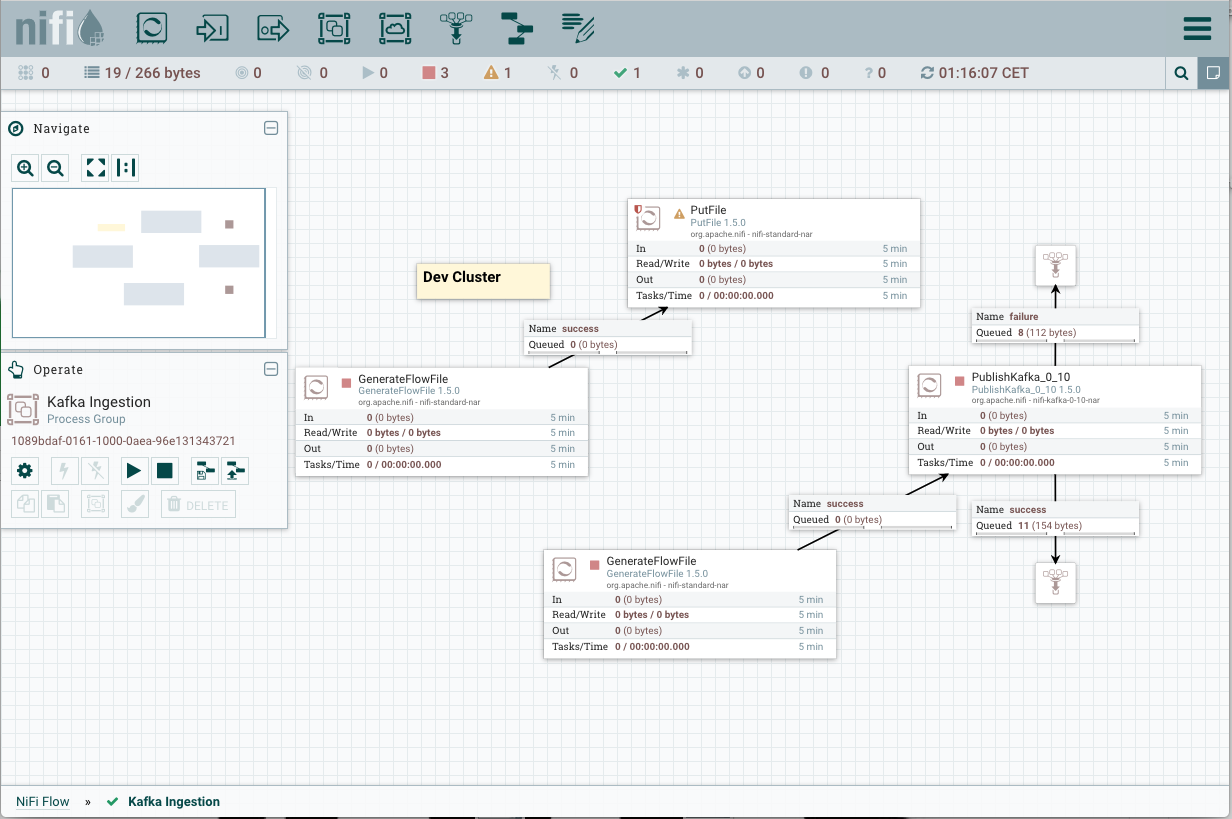 nifi
0
19 / 266 bytes
0
0
0
3
1
0
1
0
0
0
? 0
01:16:07 CET
Navigate
Operate
Kafka Ingestion
Process Group
1089bdaf-0161-1000-0aea-96e131343721
DELETE
Dev Cluster
PutFile
PutFile 1.5.0
org.apache.nifi - nifi-standard-nar
In 0 (0 bytes) 5 min
Read/Write 0 bytes / 0 bytes 5 min
Out 0 (0 bytes) 5 min
Tasks/Time 0 / 00:00:00.000 5 min
Name success
Queued 0 (0 bytes)
GenerateFlowFile
GenerateFlowFile 1.5.0
org.apache.nifi - nifi-standard-nar
In 0 (0 bytes) 5 min
Read/Write 0 bytes / 0 bytes 5 min
Out 0 (0 bytes) 5 min
Tasks/Time 0 / 00:00:00.000 5 min
Name failure
Queued 8 (112 bytes)
PublishKafka_0_10
PublishKafka_0_10 1.5.0
org.apache.nifi - nifi-kafka-0-10-nar
In 0 (0 bytes) 5 min
Read/Write 0 bytes / 0 bytes 5 min
Out 0 (0 bytes) 5 min
Tasks/Time 0 / 00:00:00.000 5 min
Name success
Queued 0 (0 bytes)
Name success
Queued 11 (154 bytes)
GenerateFlowFile
GenerateFlowFile 1.5.0
org.apache.nifi - nifi-standard-nar
In 0 (0 bytes) 5 min
Read/Write 0 bytes / 0 bytes 5 min
Out 0 (0 bytes) 5 min
Tasks/Time 0 / 00:00:00.000 5 min
NiFi Flow » Kafka Ingestion